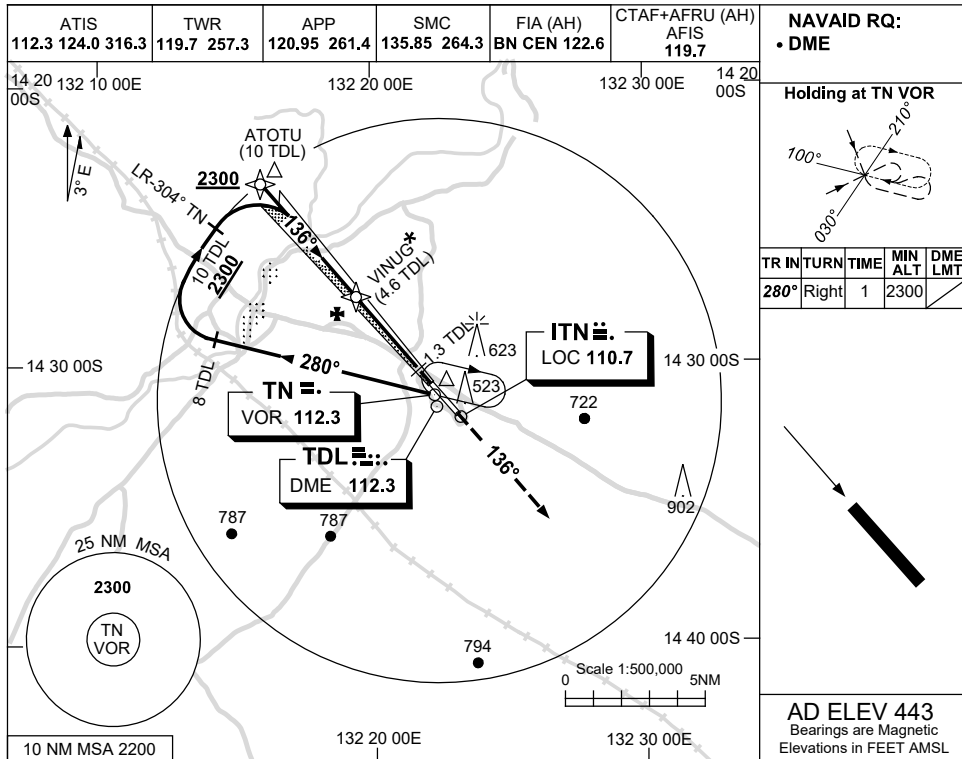 ATIS
112.3 124.0 316.3
TWR
119.7 257.3
APP
120.95 261.4
SMC
135.85 264.3
FIA (AH)
BN CEN 122.6
CTAF+AFRU (AH)
AFIS
119.7
NAVAID RQ:
• DME
14 20
00S
132 10 00E
132 20 00E
132 30 00E
14 20
00S
Holding at TN VOR
210°
100°
030°
TR IN
TURN
TIME
MIN
ALT
DME
LMT
280°
Right
1
2300
3° E
ATOTU
(10 TDL)
2300
LR-304° TN
136°
10 TDL
2300
VINUG*
(4.6 TDL)
1.3 TDL
623
ITN
LOC 110.7
14 30 00S
14 30 00S
8 TDL
280°
523
TN
VOR 112.3
722
TDL
DME 112.3
136°
902
787
787
25 NM MSA
2300
TN
VOR
794
14 40 00S
Scale 1:500,000
0
5NM
10 NM MSA 2200
132 20 00E
132 30 00E
AD ELEV 443
Bearings are Magnetic
Elevations in FEET AMSL